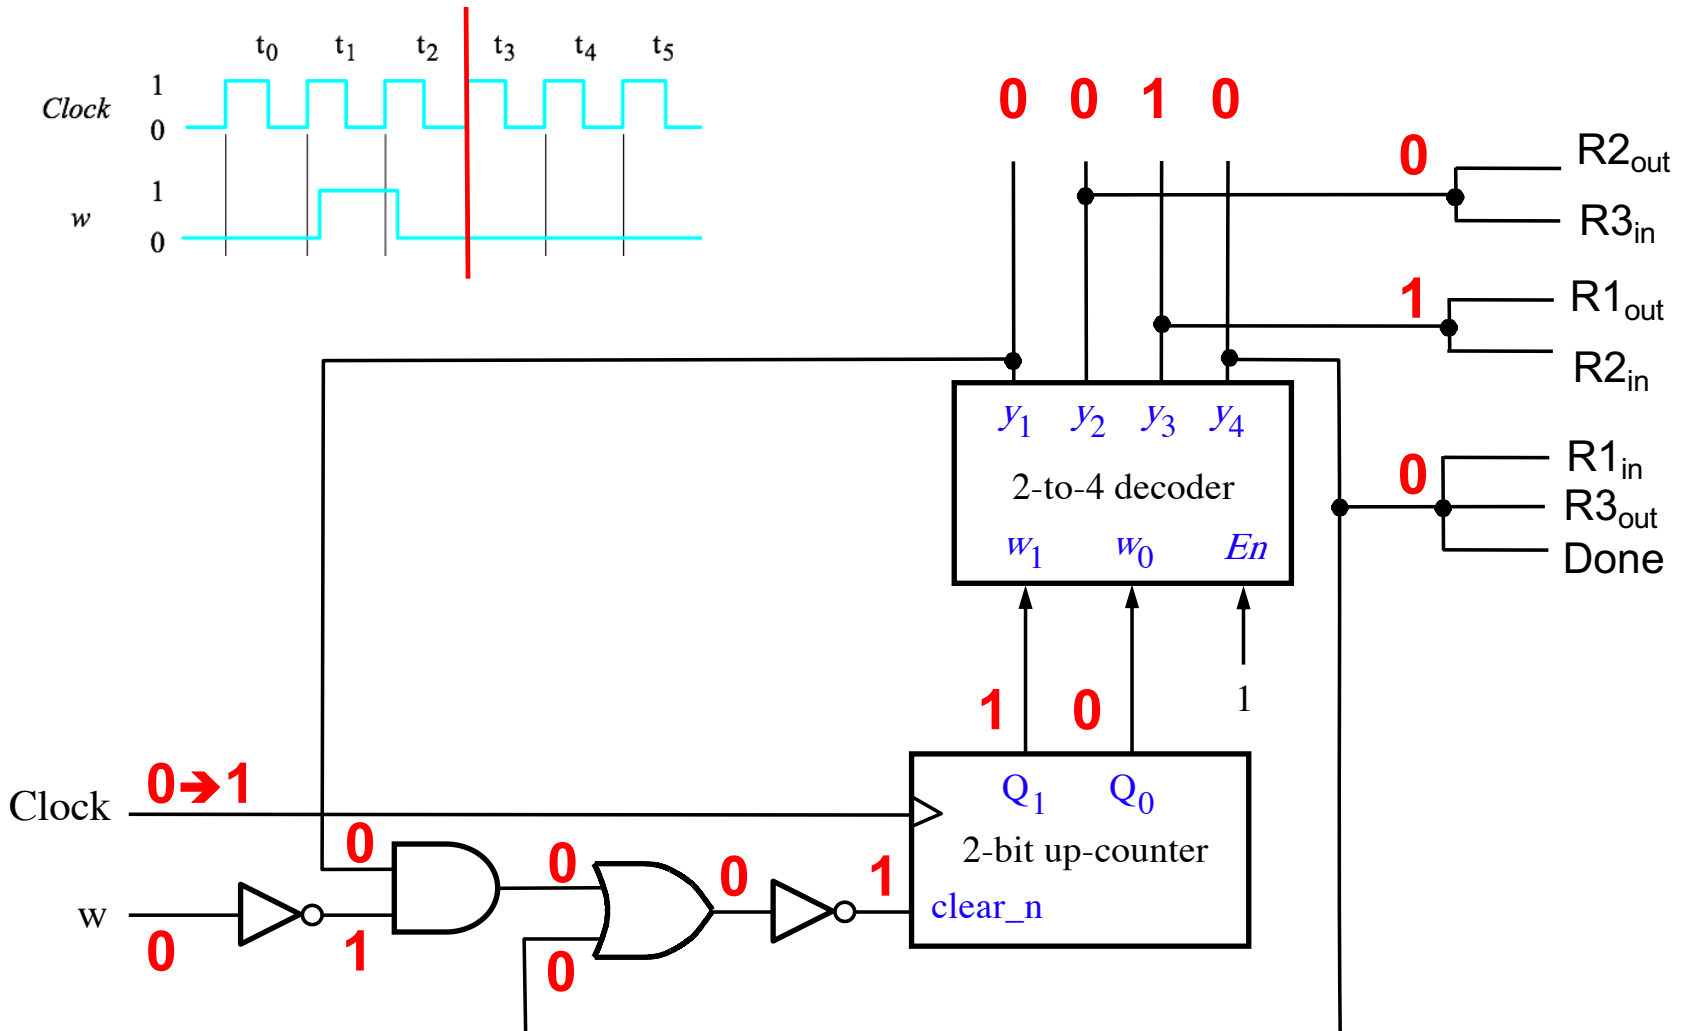 t0 t1 t2 t3 t4 t5
1
Clock
0
1
w
0
0 0 1 0
0
R2out
R3in
1
R1out
R2in
y1 y2 y3 y4
2-to-4 decoder
w1 w0 En
0
R1in
R3out
Done
1 0 1
Clock 0➔1
Q1 Q0
2-bit up-counter
clear_n
0 0 0 1
w
0 1 0